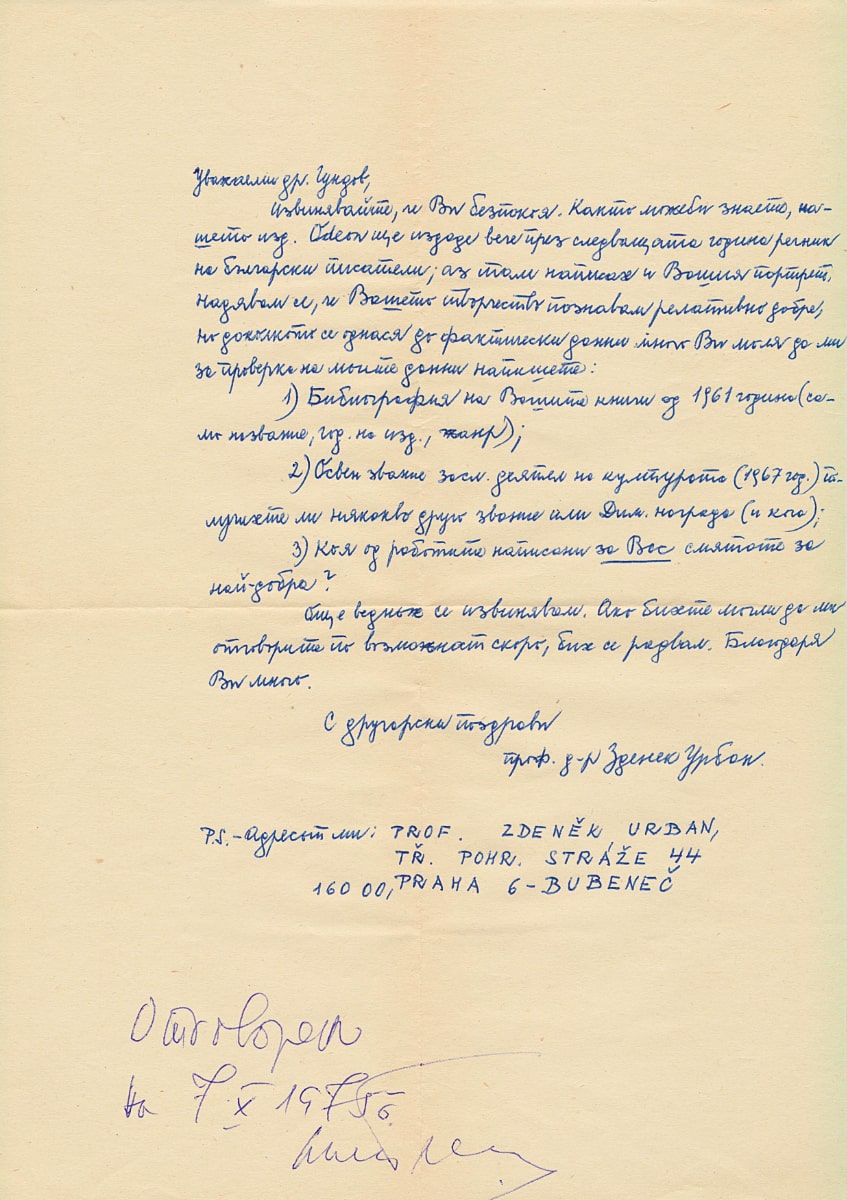 Уважаеми др. Гундов,
извинявайте, че Ви безпокоя. Както можеби знаете, на-
шето изд. Odeon ще издаде вече през следващата година речник
на български писатели; аз там написах и Вашия портрет,
надявам се, че Вашето творчество познавам релативно добре,
но доколкото се однася до фактически данни много Ви моля да ми
за проверка на моите данни напишете:
1) Библиография на Вашите книги од 1961 година (са-
мо название, год. на изд., жанр);
2) Освен звание засл. деятел на културата (1967 год.) по-
лучихте ли някакво друго звание или Дим. награда (и кога);
3) Коя од работите написани за Вас смятате за
най-добра?
Още веднъж се извинявам. Ако бихте могли да ми
отговорите по возможност скоро, бих се радвал. Благодаря
Ви много.
С другарски поздрави
проф. д-р Зденек Урбан.
P.S. - Адресът ми: PROF. ZDENĚK URBAN,
TŘ. POHR. STRÁŽE 44
160 00, PRAHA 6 - BUBENEČ
Отговорен
на 7 X 1975